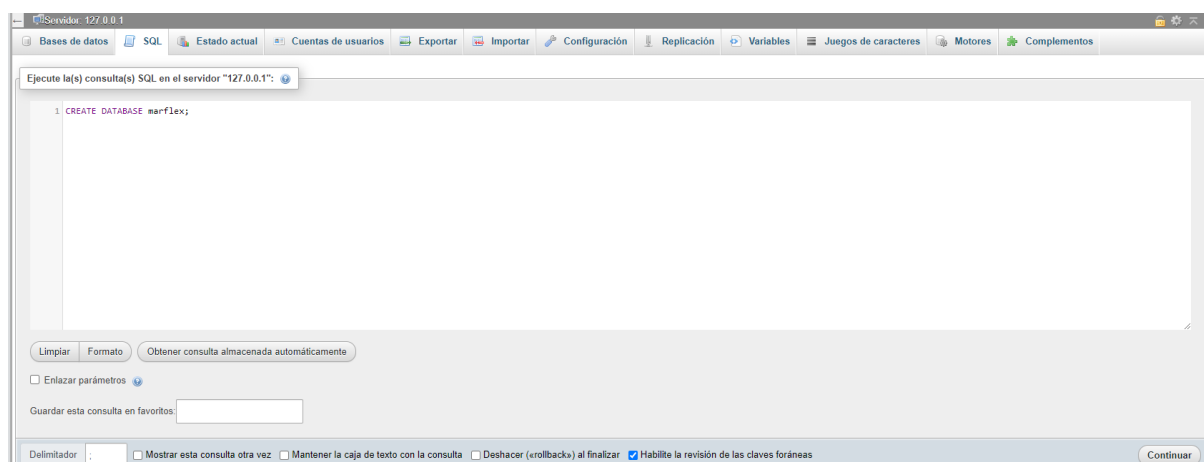 Servidor: 127.0.0.1
Bases de datos SQL Estado actual Cuentas de usuarios Exportar Importar Configuración Replicación Variables Juegos de caracteres Motores Complementos
Ejecute la(s) consulta(s) SQL en el servidor "127.0.0.1":
1 CREATE DATABASE marflex;
Limpiar Formato Obtener consulta almacenada automáticamente
Enlazar parámetros
Guardar esta consulta en favoritos:
Delimitador ; Mostrar esta consulta otra vez Mantener la caja de texto con la consulta Deshacer («rollback») al finalizar Habilite la revisión de las claves foráneas Continuar